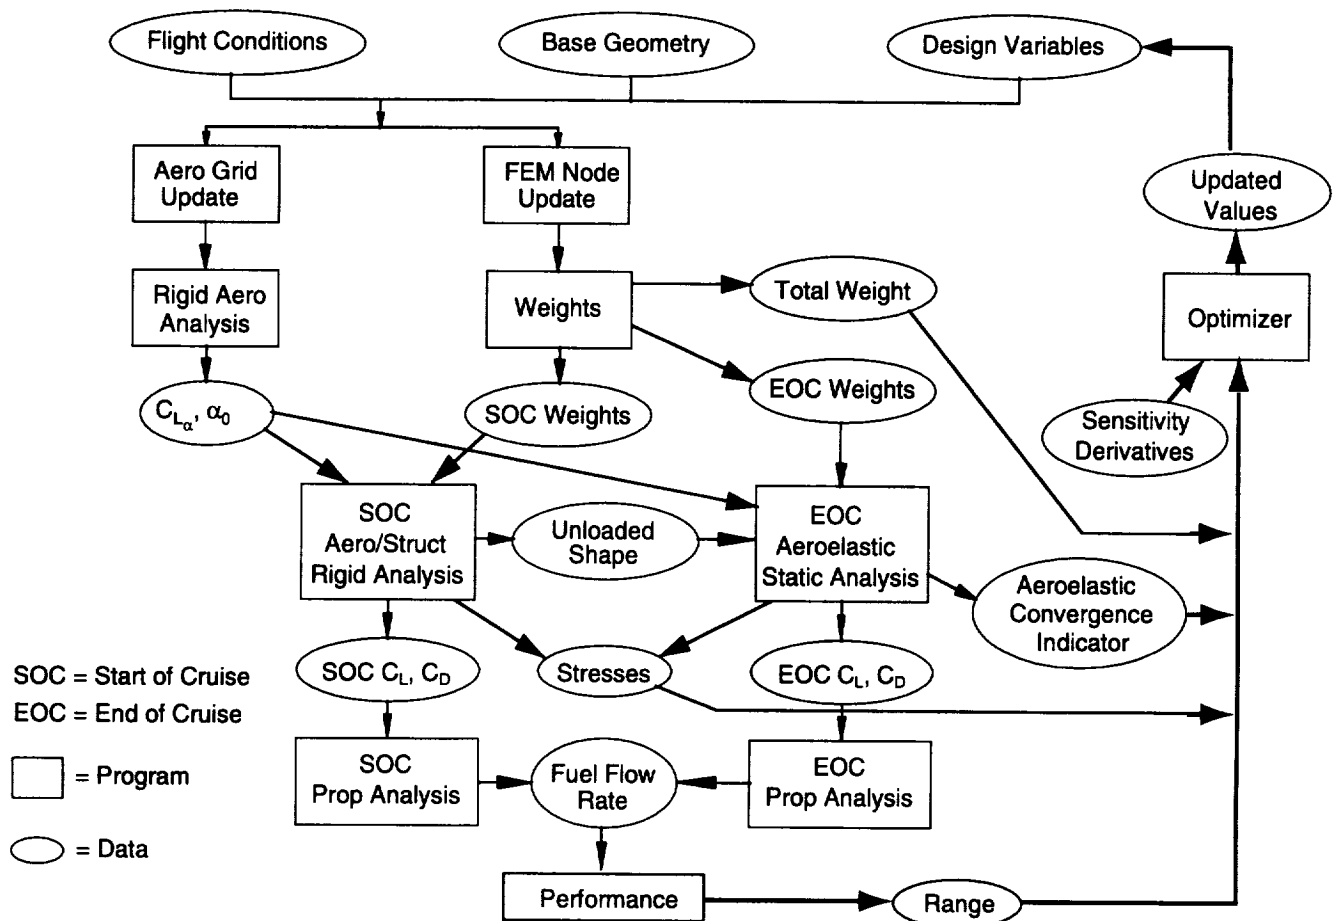 Flight Conditions
Base Geometry
Design Variables
Aero Grid
Update
FEM Node
Update
Updated
Values
Rigid Aero
Analysis
Weights
Total Weight
Optimizer
C_{L_α}, α_0
SOC Weights
EOC Weights
Sensitivity
Derivatives
SOC
Aero/Struct
Rigid Analysis
Unloaded
Shape
EOC
Aeroelastic
Static Analysis
Aeroelastic
Convergence
Indicator
SOC = Start of Cruise
EOC = End of Cruise
SOC C_L, C_D
Stresses
EOC C_L, C_D
= Program
SOC
Prop Analysis
Fuel Flow
Rate
EOC
Prop Analysis
= Data
Performance
Range